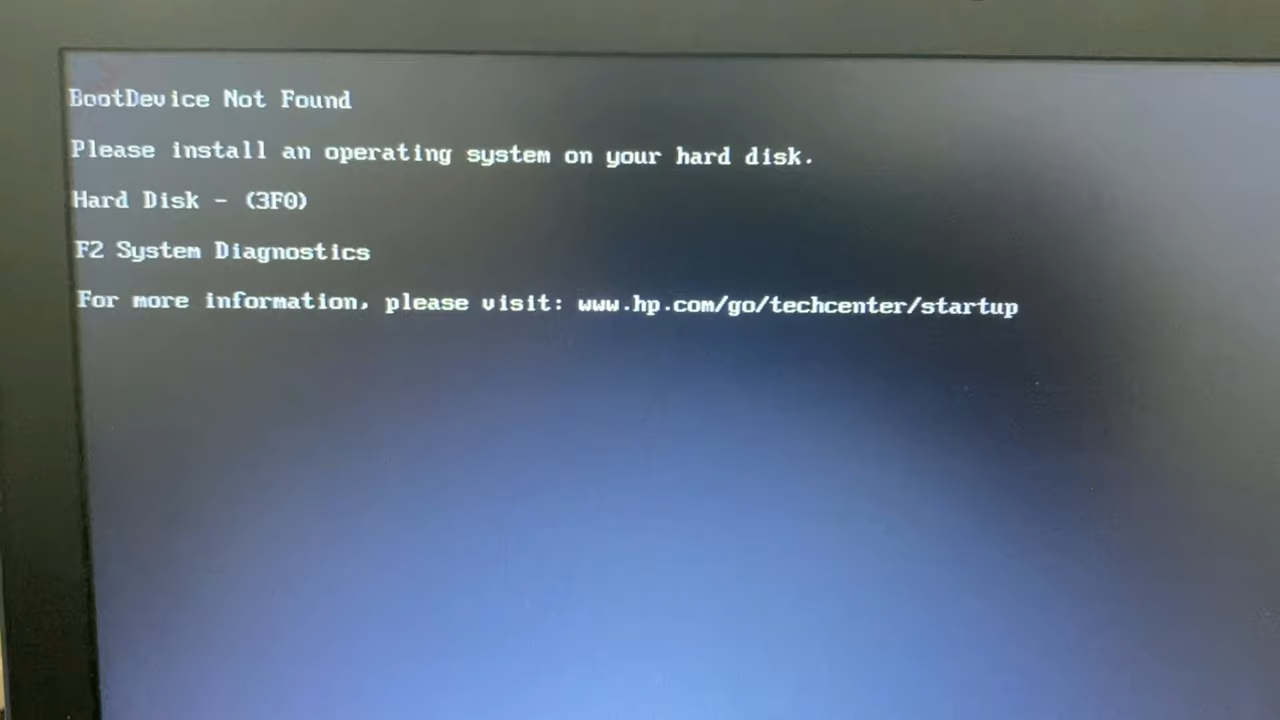 BootDevice Not Found
Please install an operating system on your hard disk.
Hard Disk - (3F0)
F2 System Diagnostics
For more information, please visit: www.hp.com/go/techcenter/startup